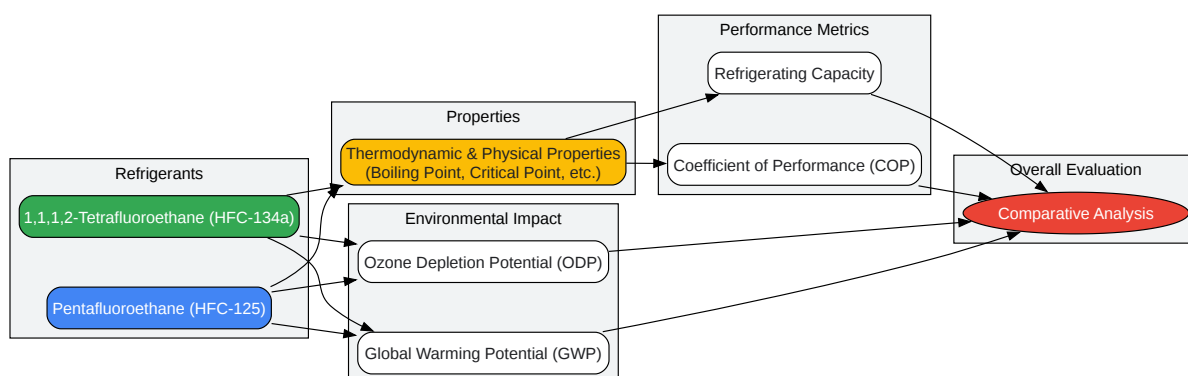 Refrigerants
1,1,1,2-Tetrafluoroethane (HFC-134a)
Pentafluoroethane (HFC-125)
Properties
Thermodynamic & Physical Properties
(Boiling Point, Critical Point, etc.)
Environmental Impact
Ozone Depletion Potential (ODP)
Global Warming Potential (GWP)
Performance Metrics
Refrigerating Capacity
Coefficient of Performance (COP)
Overall Evaluation
Comparative Analysis